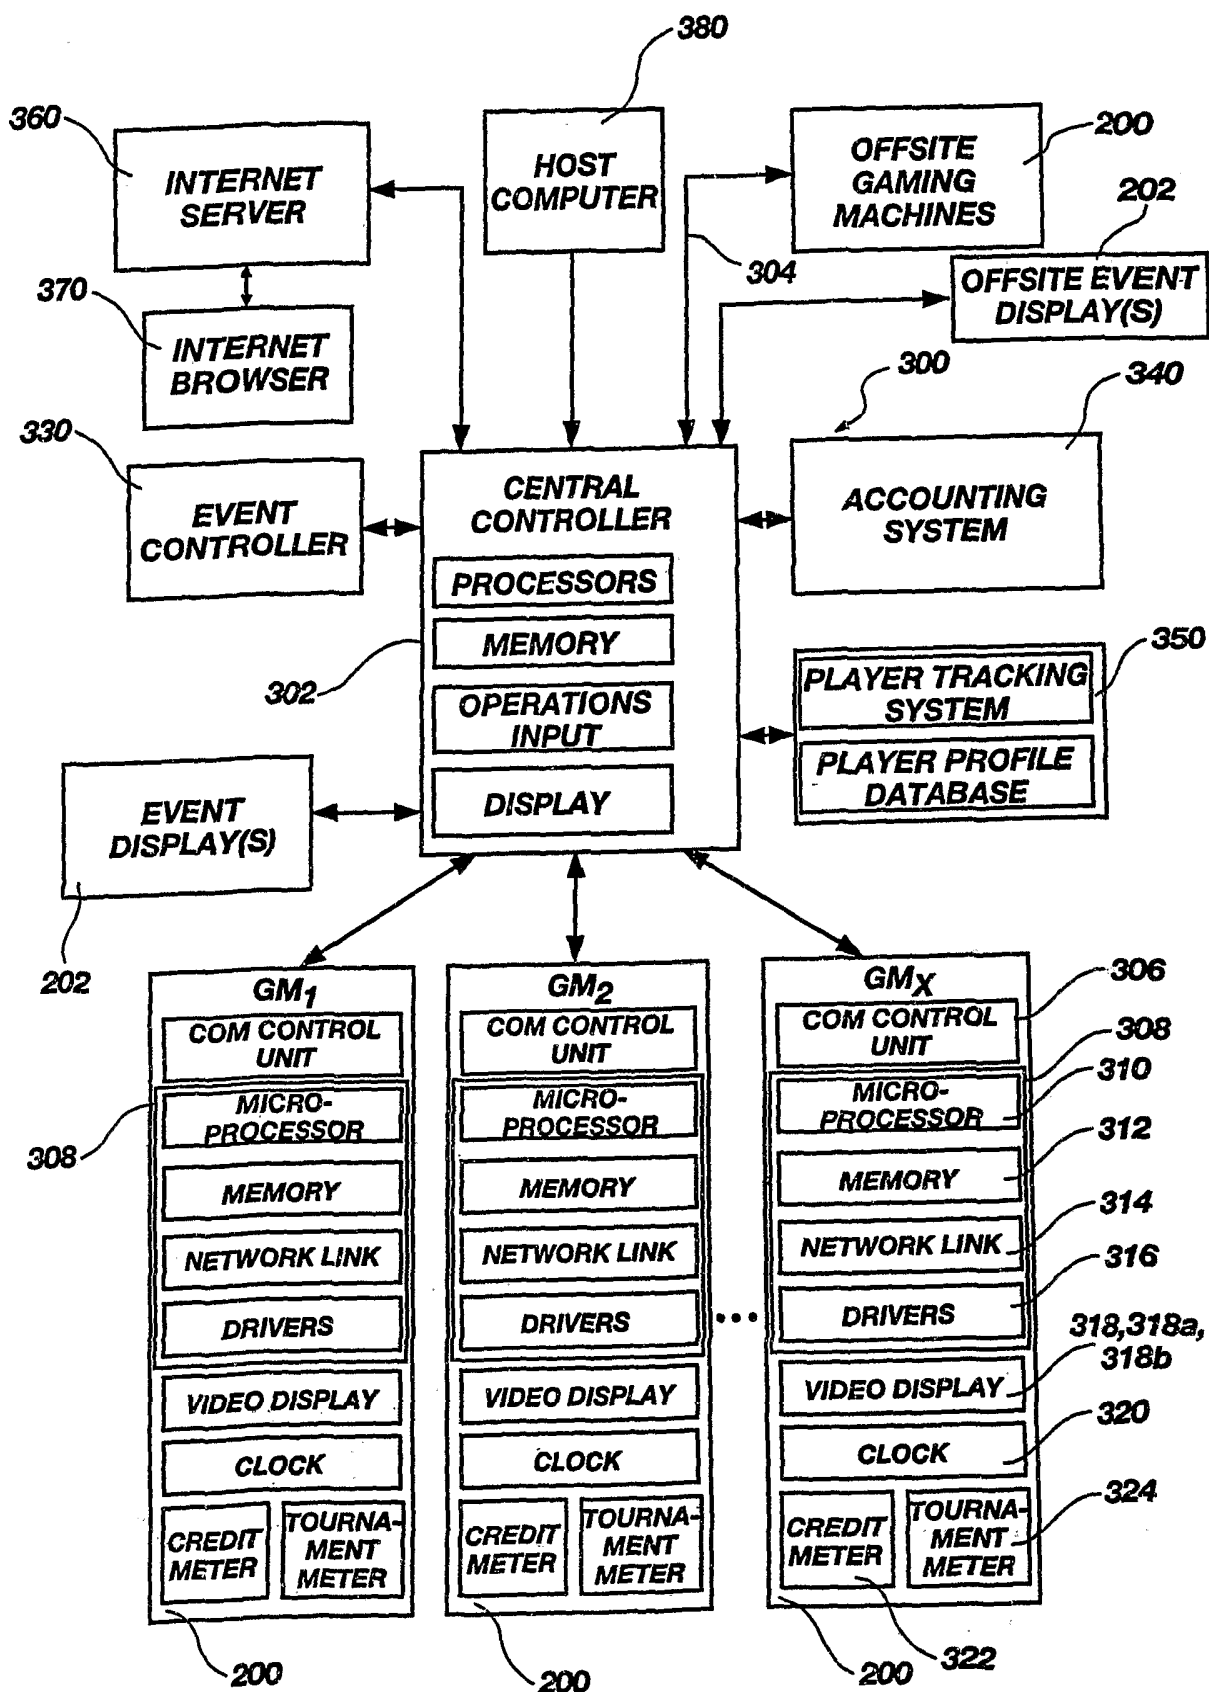 380
360
200
INTERNET
SERVER
HOST
COMPUTER
OFFSITE
GAMING
MACHINES
202
304
OFFSITE EVENT
DISPLAY(S)
370
INTERNET
BROWSER
300
340
330
EVENT
CONTROLLER
CENTRAL
CONTROLLER
PROCESSORS
MEMORY
OPERATIONS
INPUT
DISPLAY
302
ACCOUNTING
SYSTEM
350
PLAYER TRACKING
SYSTEM
PLAYER PROFILE
DATABASE
EVENT
DISPLAY(S)
202
GM1
COM CONTROL
UNIT
308
MICRO-
PROCESSOR
MEMORY
NETWORK LINK
DRIVERS
VIDEO DISPLAY
CLOCK
CREDIT
METER
TOURNA-
MENT
METER
200
GM2
COM CONTROL
UNIT
MICRO-
PROCESSOR
MEMORY
NETWORK LINK
DRIVERS
VIDEO DISPLAY
CLOCK
CREDIT
METER
TOURNA-
MENT
METER
200
...
GMX
COM CONTROL
UNIT
MICRO-
PROCESSOR
MEMORY
NETWORK LINK
DRIVERS
VIDEO DISPLAY
CLOCK
CREDIT
METER
TOURNA-
MENT
METER
306
308
310
312
314
316
318,318a,
318b
320
324
322
200